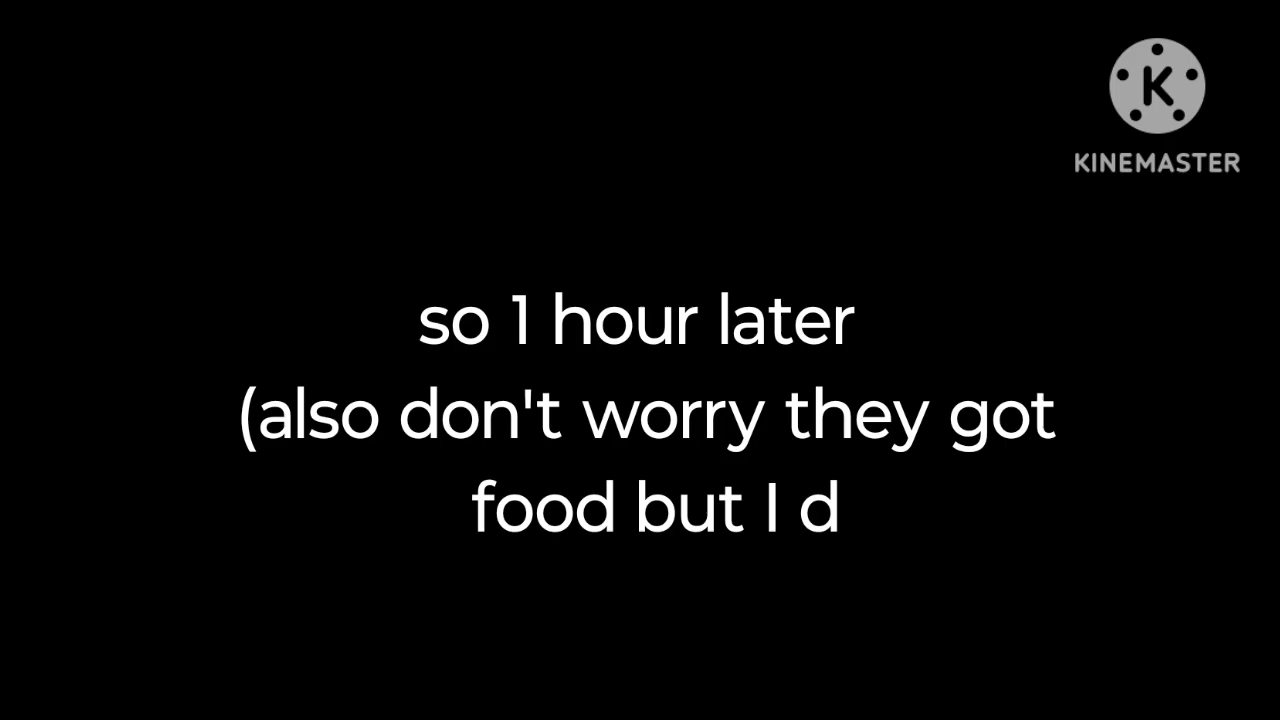 K
KINEMASTER
so 1 hour later
(also don't worry they got
food but I d